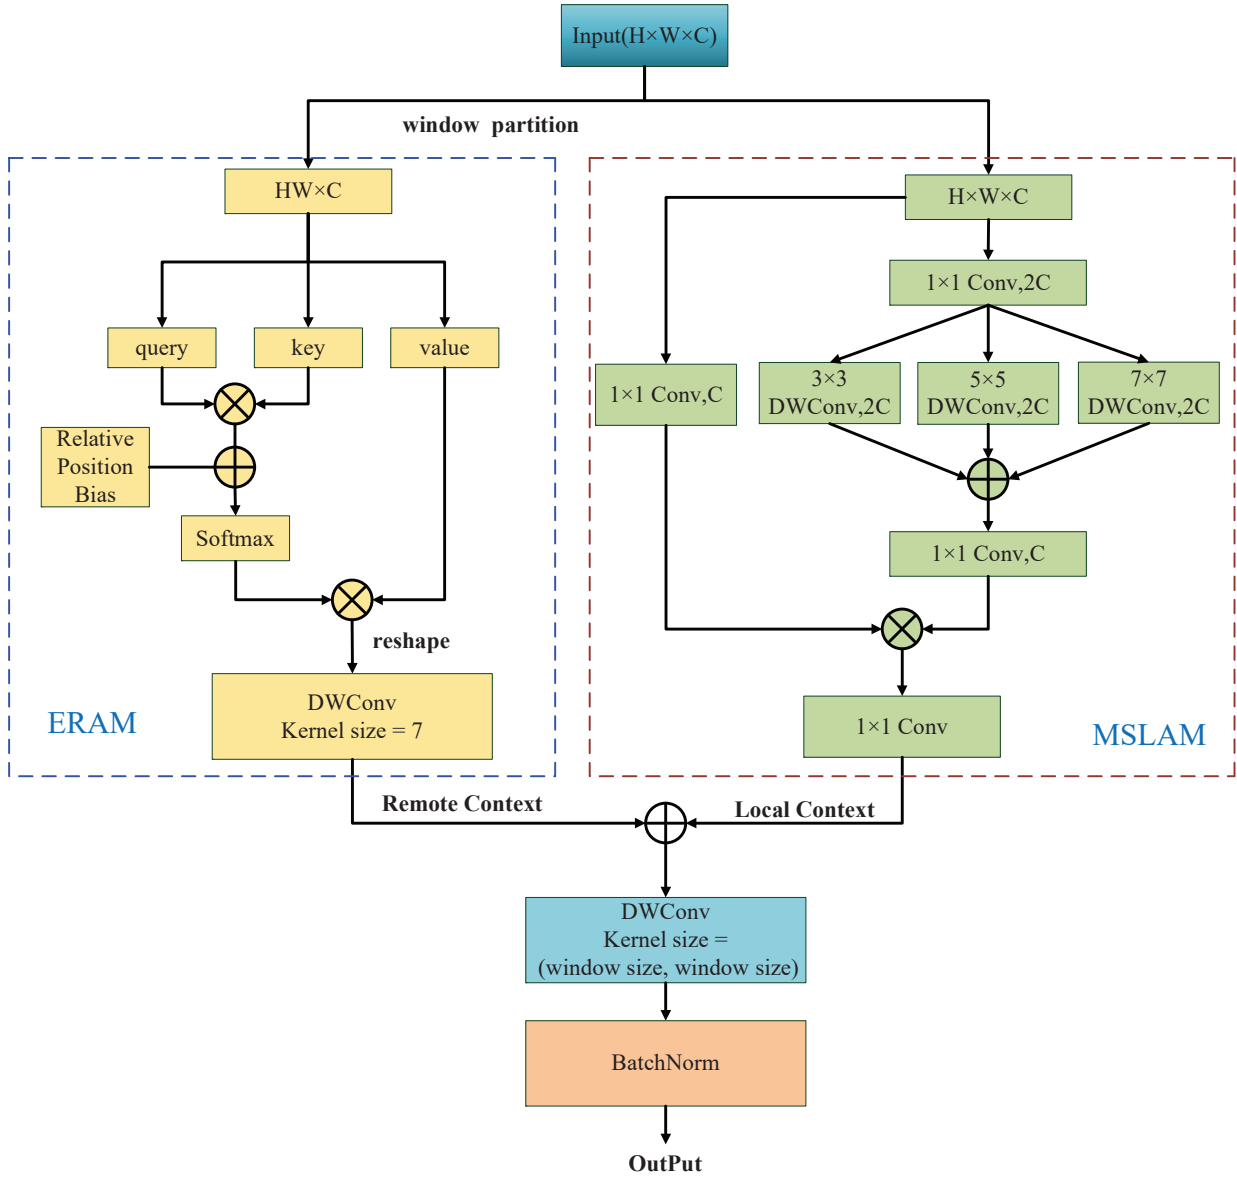 Input(H×W×C)
window partition
HW×C
query
key
value
Relative
Position
Bias
Softmax
reshape
DWConv
Kernel size = 7
ERAM
H×W×C
1×1 Conv,2C
1×1 Conv,C
3×3
DWConv,2C
5×5
DWConv,2C
7×7
DWConv,2C
1×1 Conv,C
1×1 Conv
MSLAM
Remote Context
Local Context
DWConv
Kernel size =
(window size, window size)
BatchNorm
OutPut